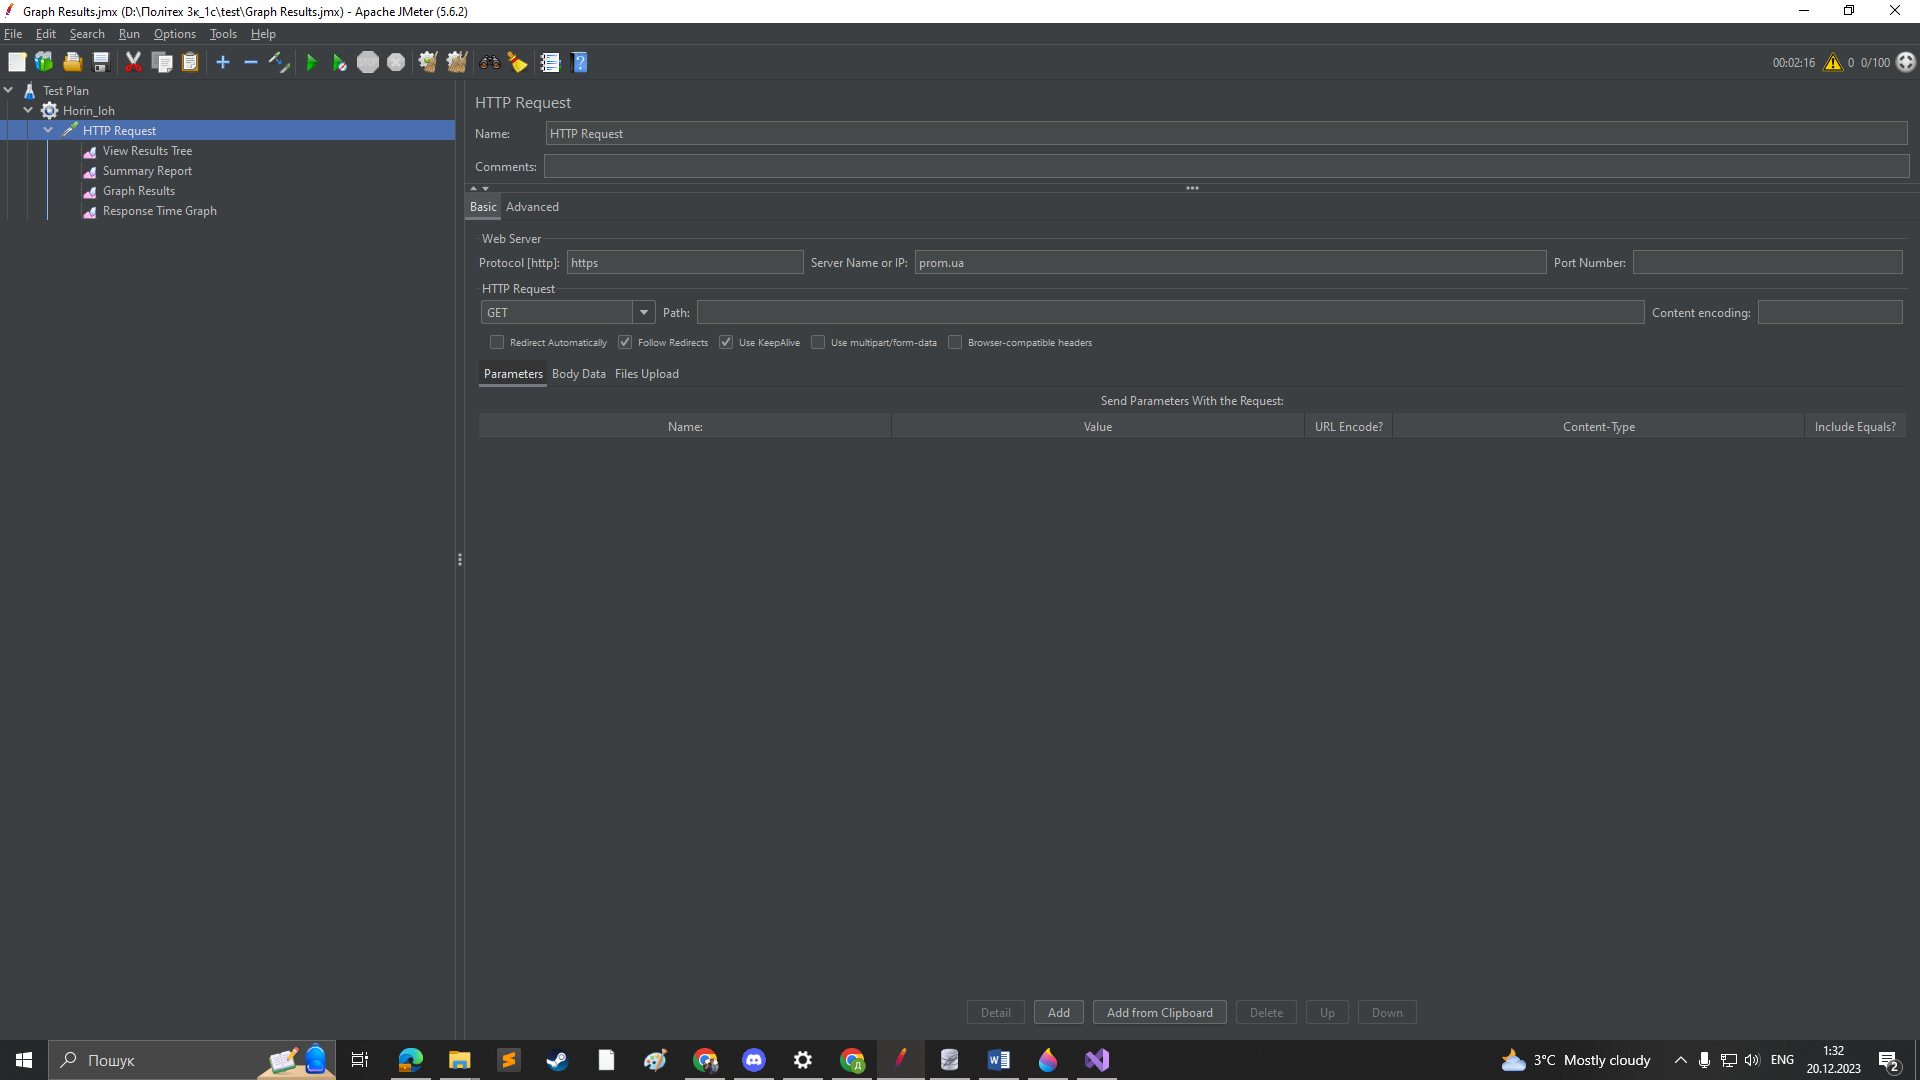 Graph Results.jmx (D:\Політех 3к_1с\test\Graph Results.jmx) - Apache JMeter (5.6.2)
File Edit Search Run Options Tools Help
00:02:16 0 0/100
Test Plan
Horin_Ioh
HTTP Request
View Results Tree
Summary Report
Graph Results
Response Time Graph
HTTP Request
Name: HTTP Request
Comments:
Basic Advanced
Web Server
Protocol [http]: https Server Name or IP: prom.ua Port Number:
HTTP Request
GET Path: Content encoding:
Redirect Automatically Follow Redirects Use KeepAlive Use multipart/form-data Browser-compatible headers
Parameters Body Data Files Upload
Send Parameters With the Request:
Name: Value URL Encode? Content-Type Include Equals?
Detail Add Add from Clipboard Delete Up Down
Пошук
3°C Mostly cloudy
ENG
1:32
20.12.2023
2